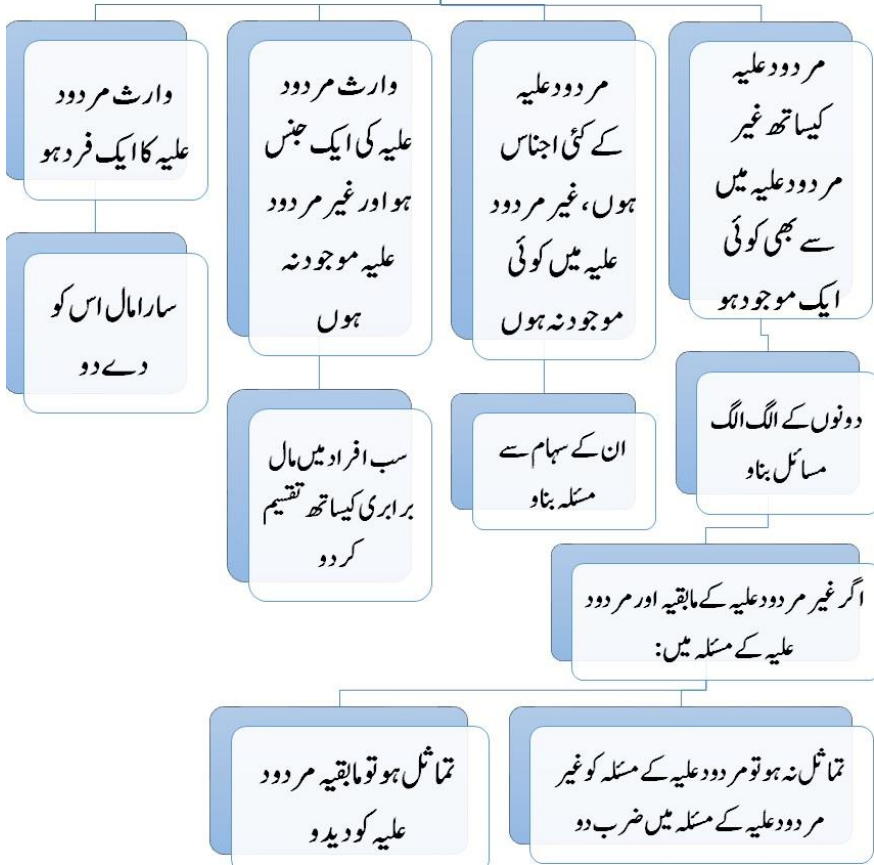 مردود علیہ
کیساتھ غیر
مردود علیہ میں
سے بھی کوئی
ایک موجود ہو
مردود علیہ
کے کئی اجناس
ہوں، غیر مردود
علیہ میں کوئی
موجود نہ ہوں
وارث مردود
علیہ کی ایک جنس
ہو اور غیر مردود
علیہ موجود نہ
ہوں
وارث مردود
علیہ کا ایک فرد ہو
دونوں کے الگ الگ
مسائل بناو
ان کے سہام سے
مسئلہ بناو
سب افراد میں مال
برابری کیساتھ تقسیم
کر دو
سارا مال اس کو
دے دو
اگر غیر مردود علیہ کے مابقیہ اور مردود
علیہ کے مسئلہ میں:
تماثل نہ ہو تو مردود علیہ کے مسئلہ کو غیر
مردود علیہ کے مسئلہ میں ضرب دو
تماثل ہو تو مابقیہ مردود
علیہ کو دیدو